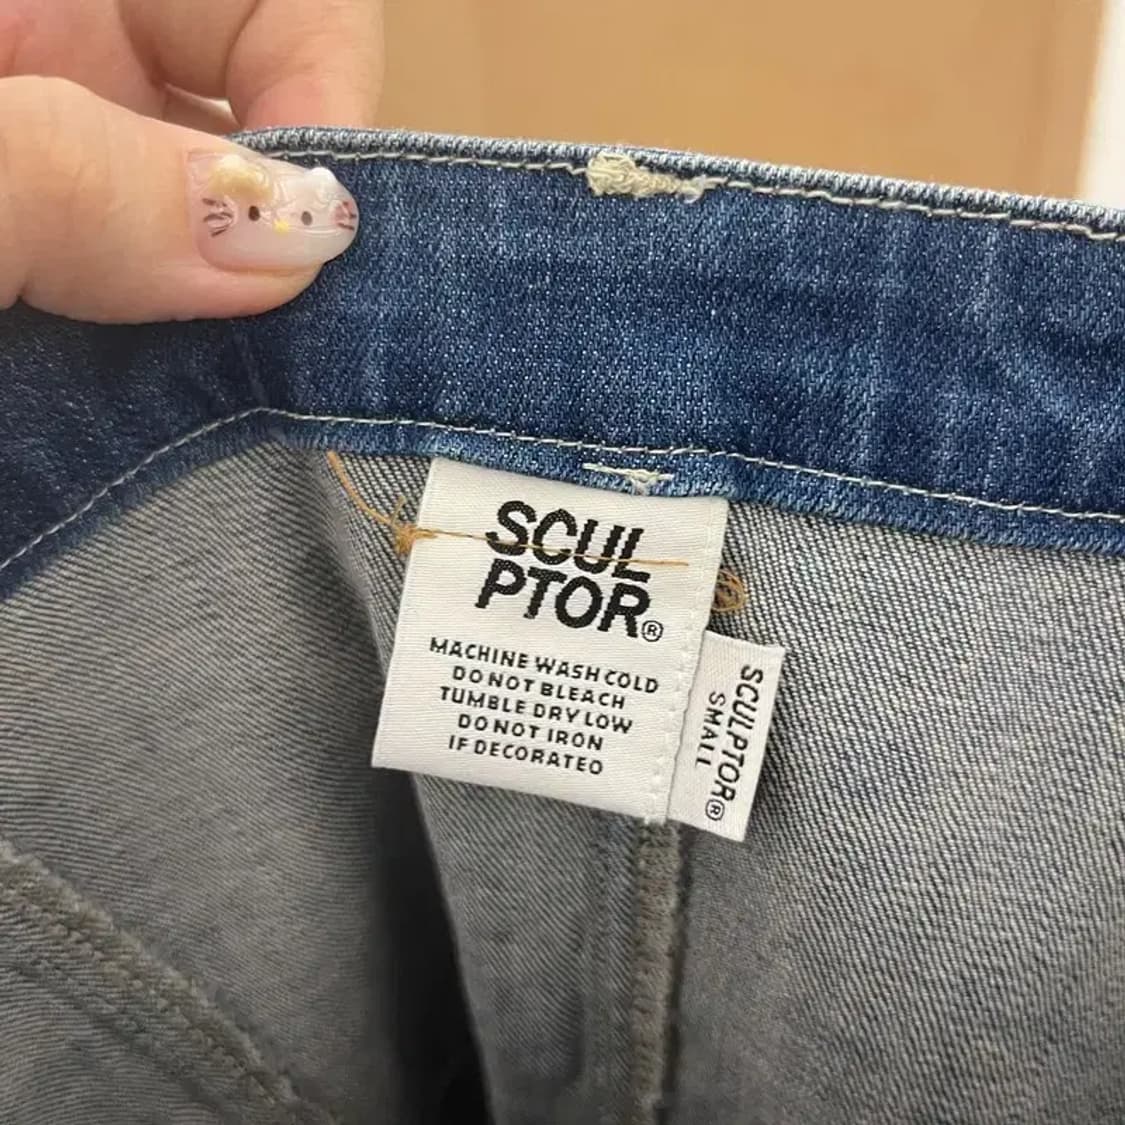 SCUL
PTOR®
MACHINE WASH COLD
DO NOT BLEACH
TUMBLE DRY LOW
DO NOT IRON
IF DECORATED
SCULPTOR®
SMALL